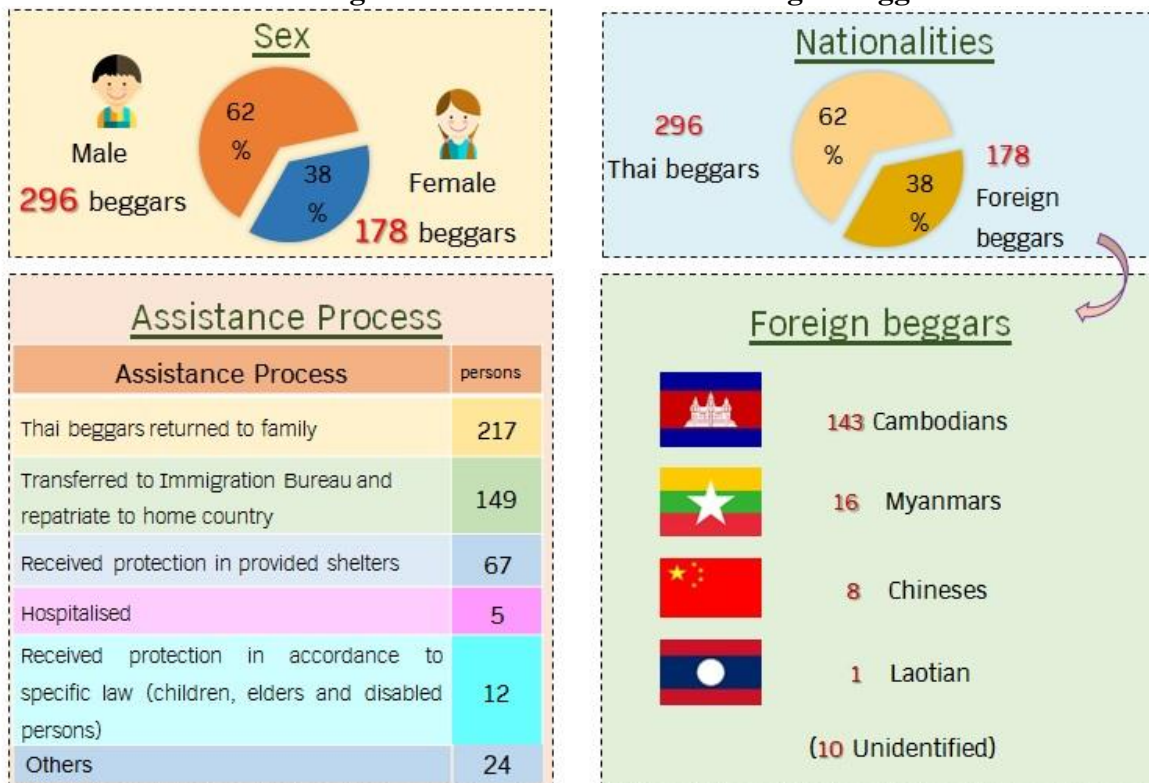 Sex
62
%
38
%
Male
296 beggars
Female
178 beggars
Nationalities
62
%
38
%
296
Thai beggars
178
Foreign
beggars
Assistance Process
Assistance Process persons
Thai beggars returned to family 217
Transferred to Immigration Bureau and
repatriate to home country 149
Received protection in provided shelters 67
Hospitalised 5
Received protection in accordance to
specific law (children, elders and disabled 12
persons)
Others 24
Foreign beggars
143 Cambodians
16 Myanmars
8 Chineses
1 Laotian
(10 Unidentified)